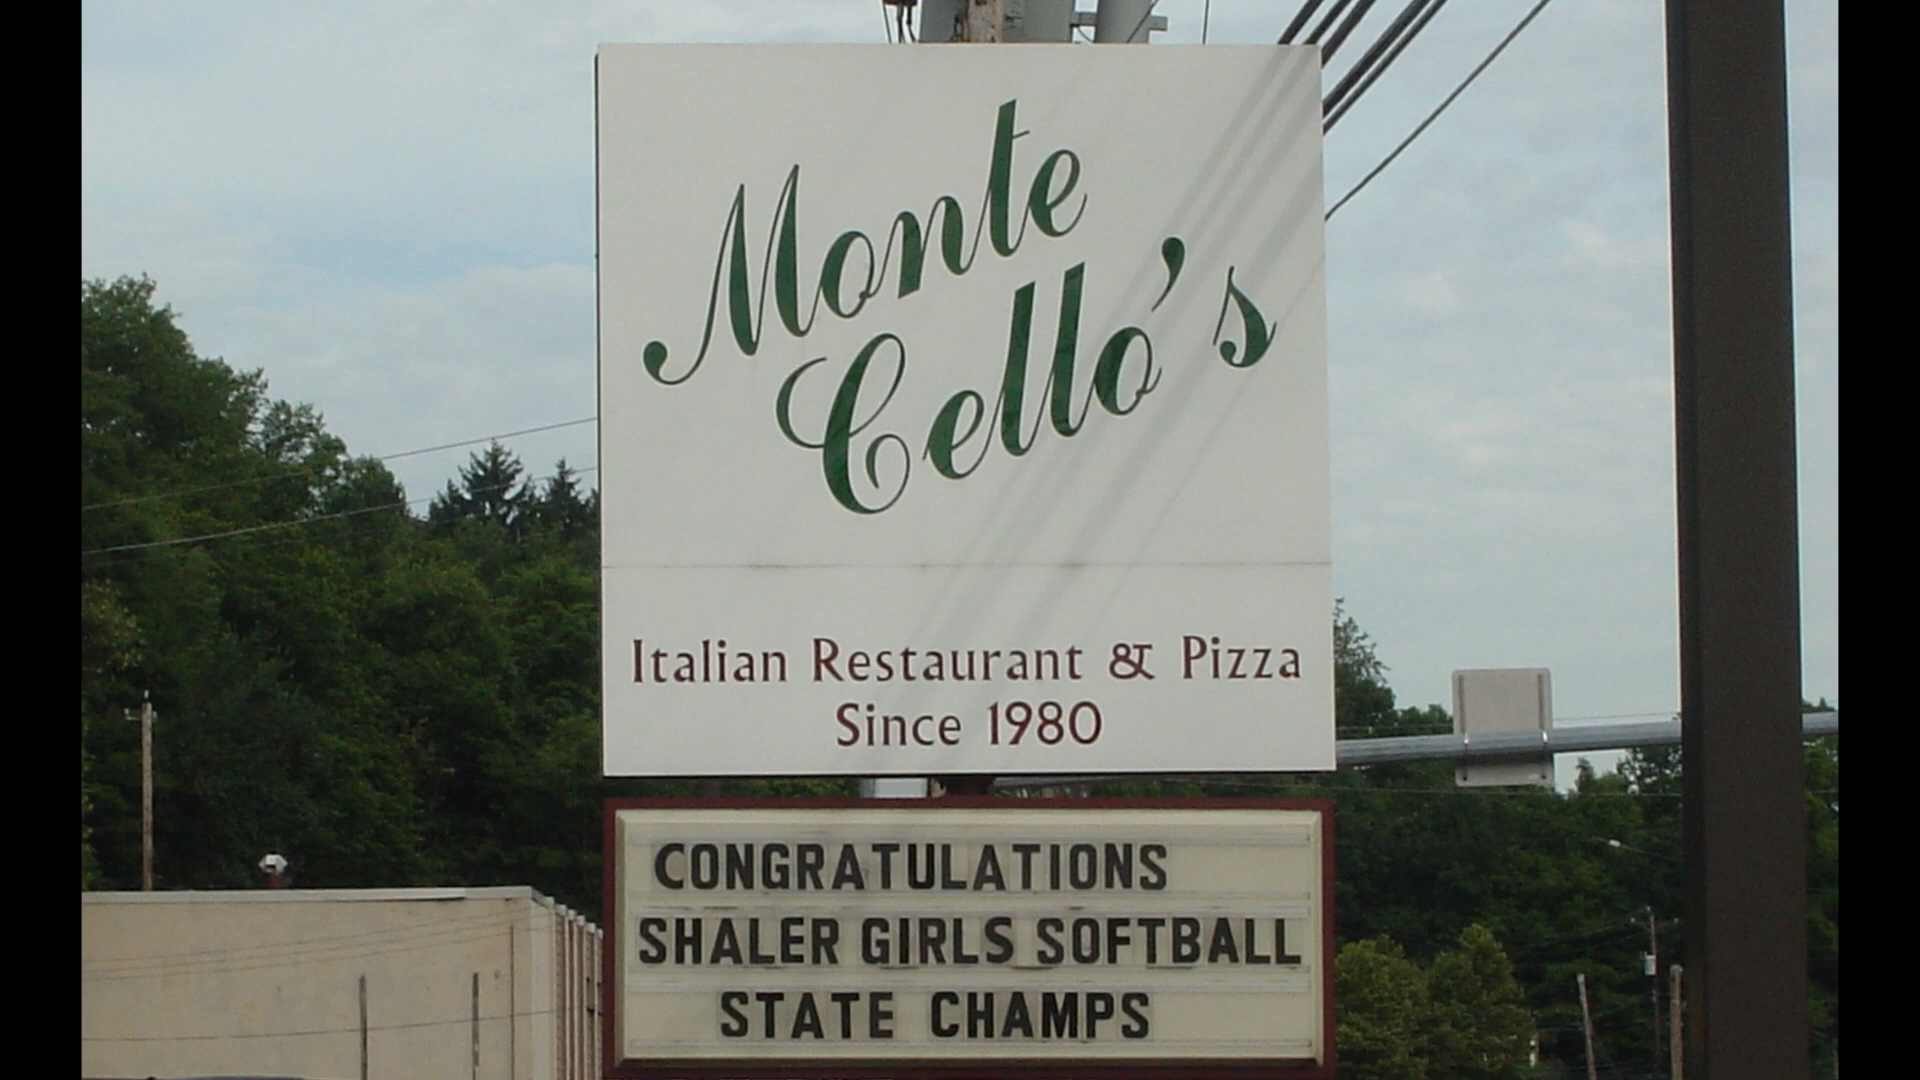 Monte
Cello's
Italian Restaurant & Pizza
Since 1980
CONGRATULATIONS
SHALER GIRLS SOFTBALL
STATE CHAMPS